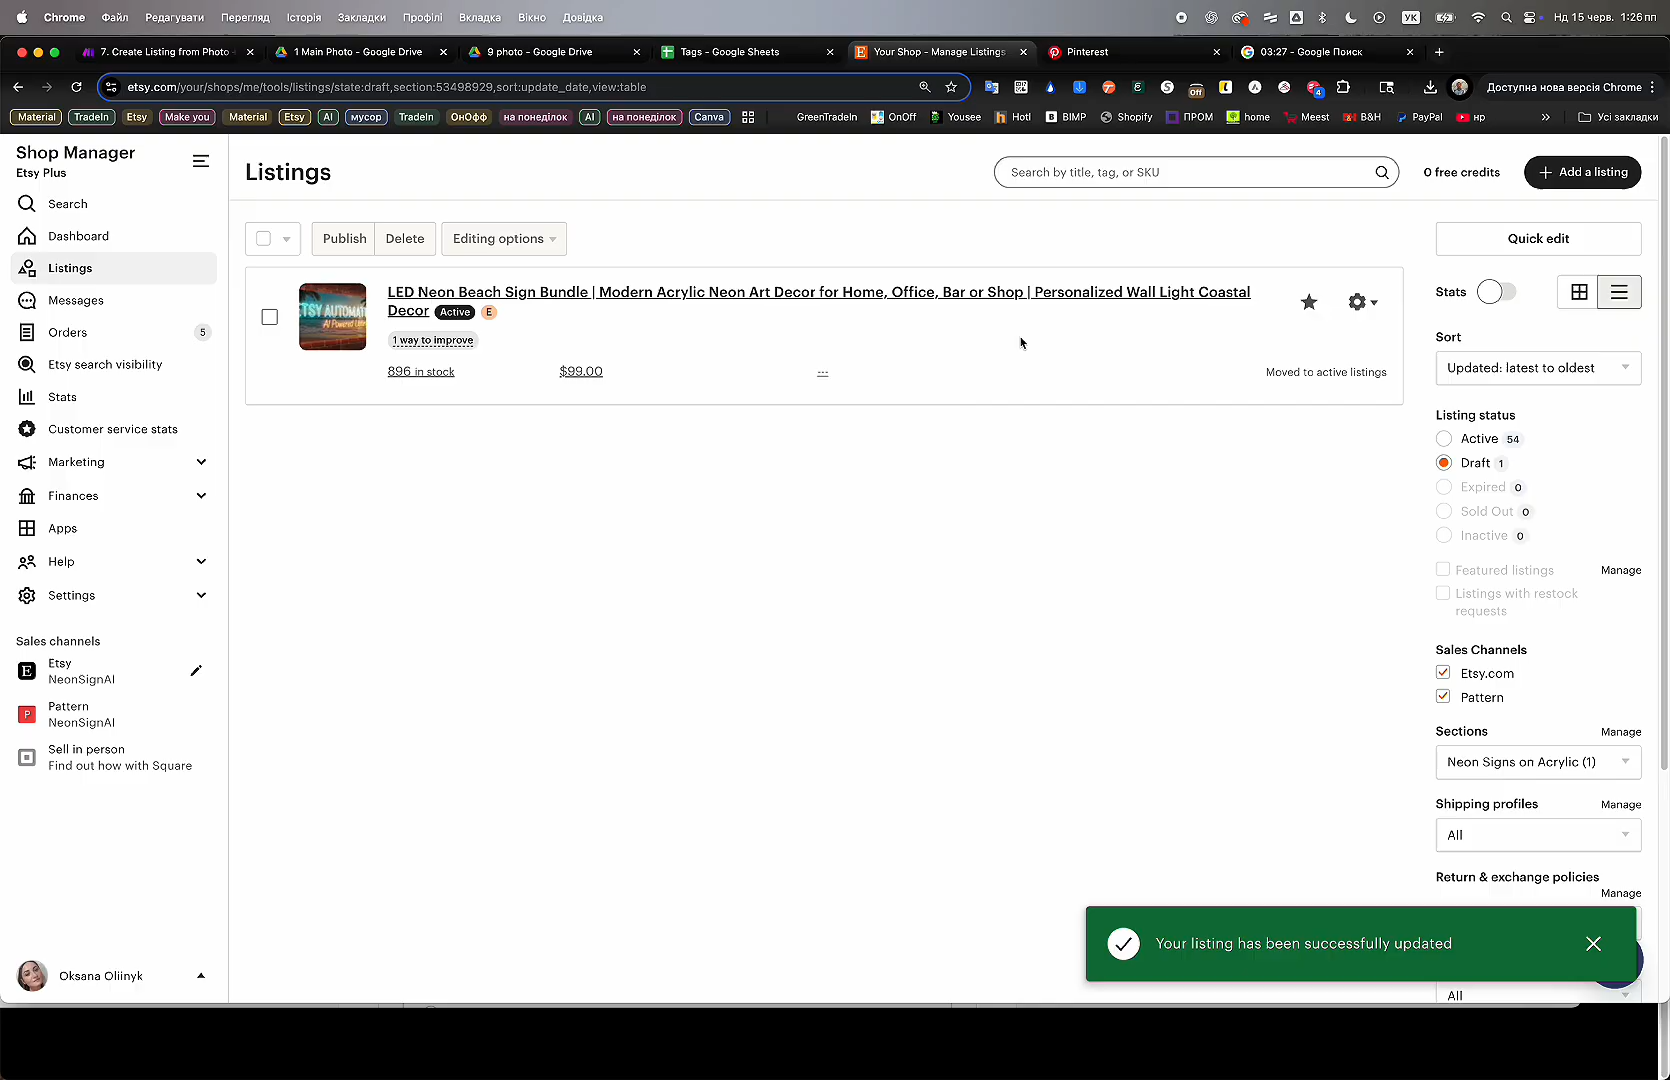 Chrome Файл Редагувати Перегляд Історія Закладки Профілі Вкладка Вікно Довідка УК Нд 15 черв. 1:26 пп
7. Create Listing from Photo 1 Main Photo - Google Drive 9 photo - Google Drive Tags - Google Sheets Your Shop - Manage Listings Pinterest 03:27 - Google Поиск
etsy.com/your/shops/me/tools/listings/state:draft,section:53498929,sort:update_date,view:table Off 4 Доступна нова версія Chrome
Material TradeIn Etsy Make you Material Etsy AI мусор TradeIn ОнОфф на понеділок AI на понеділок Canva GreenTradeIn OnOff Yousee Hotl BIMP Shopify ПРОМ home Meest B&H PayPal нр Усі закладки
Shop Manager
Etsy Plus
Search
Dashboard
Listings
Messages
Orders 5
Etsy search visibility
Stats
Customer service stats
Marketing
Finances
Apps
Help
Settings
Sales channels
Etsy
NeonSignAI
Pattern
NeonSignAI
Sell in person
Find out how with Square
Oksana Oliinyk
Listings
Search by title, tag, or SKU
0 free credits
+ Add a listing
Publish Delete Editing options
LED Neon Beach Sign Bundle | Modern Acrylic Neon Art Decor for Home, Office, Bar or Shop | Personalized Wall Light Coastal
Decor Active E
1 way to improve
896 in stock $99.00 --- Moved to active listings
Quick edit
Stats
Sort
Updated: latest to oldest
Listing status
Active 54
Draft 1
Expired 0
Sold Out 0
Inactive 0
Featured listings Manage
Listings with restock
requests
Sales Channels
Etsy.com
Pattern
Sections Manage
Neon Signs on Acrylic (1)
Shipping profiles Manage
All
Return & exchange policies
Manage
Your listing has been successfully updated
All